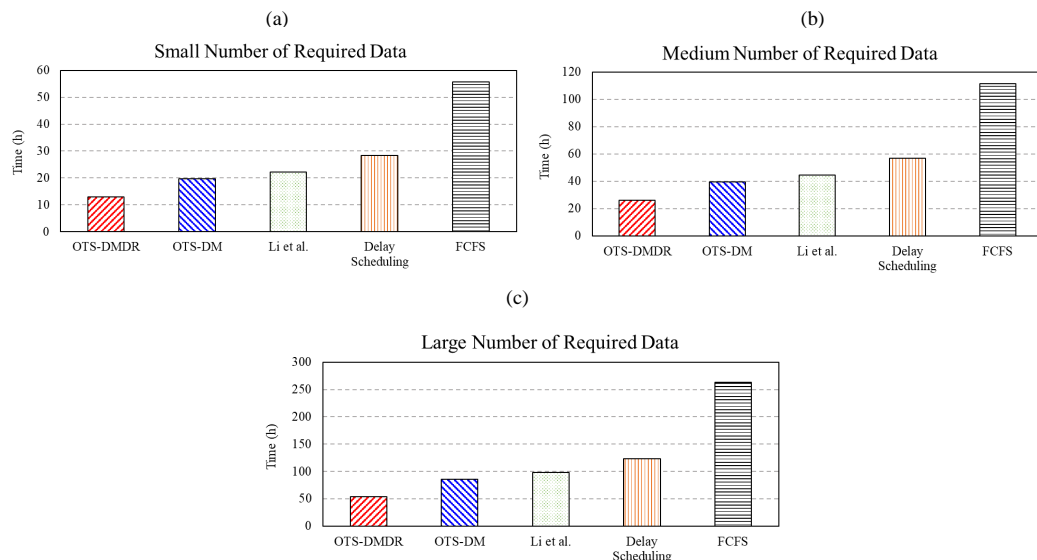 (a)
Small Number of Required Data
60
50
40
30
20
10
0
Time (h)
OTS-DMDR
OTS-DM
Li et al.
Delay
Scheduling
FCFS
(b)
Medium Number of Required Data
120
100
80
60
40
20
0
Time (h)
OTS-DMDR
OTS-DM
Li et al.
Delay
Scheduling
FCFS
(c)
Large Number of Required Data
300
250
200
150
100
50
0
Time (h)
OTS-DMDR
OTS-DM
Li et al.
Delay
Scheduling
FCFS